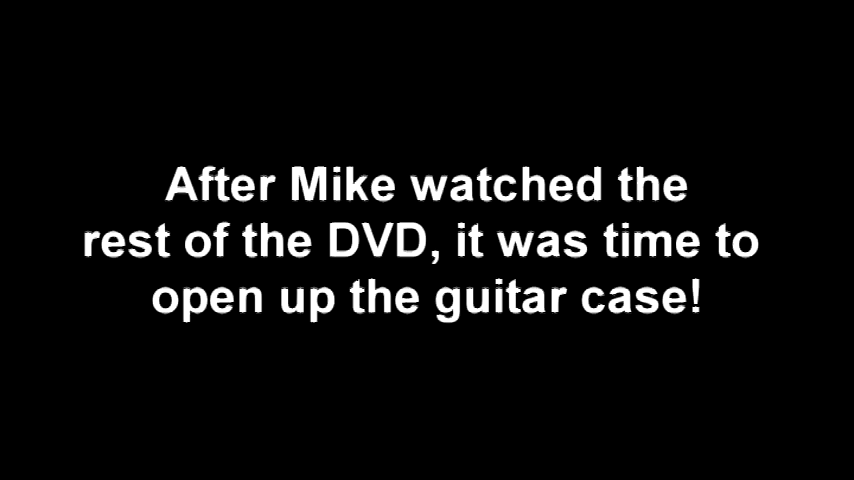 After Mike watched the
rest of the DVD, it was time to
open up the guitar case!